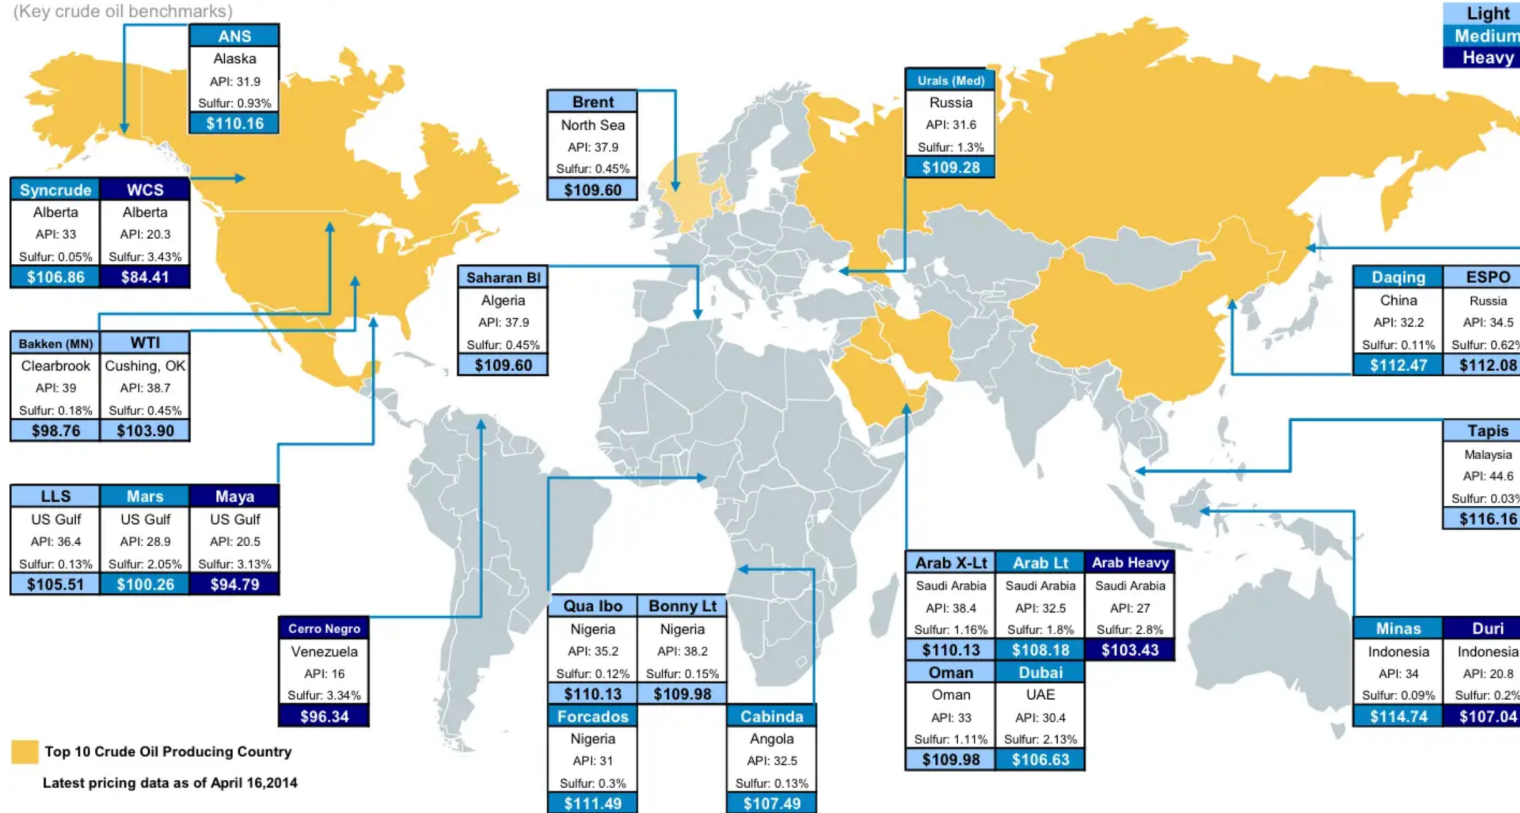 (Key crude oil benchmarks)
Light
Medium
Heavy
ANS
Alaska
API: 31.9
Sulfur: 0.93%
$110.16
Syncrude
Alberta
API: 33
Sulfur: 0.05%
$106.86
WCS
Alberta
API: 20.3
Sulfur: 3.43%
$84.41
Bakken (MN)
Clearbrook
API: 39
Sulfur: 0.18%
$98.76
WTI
Cushing, OK
API: 38.7
Sulfur: 0.45%
$103.90
LLS
US Gulf
API: 36.4
Sulfur: 0.13%
$105.51
Mars
US Gulf
API: 28.9
Sulfur: 2.05%
$100.26
Maya
US Gulf
API: 20.5
Sulfur: 3.13%
$94.79
Cerro Negro
Venezuela
API: 16
Sulfur: 3.34%
$96.34
Brent
North Sea
API: 37.9
Sulfur: 0.45%
$109.60
Saharan Bl
Algeria
API: 37.9
Sulfur: 0.45%
$109.60
Qua Ibo
Nigeria
API: 35.2
Sulfur: 0.12%
$110.13
Bonny Lt
Nigeria
API: 38.2
Sulfur: 0.15%
$109.98
Forcados
Nigeria
API: 31
Sulfur: 0.3%
$111.49
Cabinda
Angola
API: 32.5
Sulfur: 0.13%
$107.49
Urals (Med)
Russia
API: 31.6
Sulfur: 1.3%
$109.28
Arab X-Lt
Saudi Arabia
API: 38.4
Sulfur: 1.16%
$110.13
Arab Lt
Saudi Arabia
API: 32.5
Sulfur: 1.8%
$108.18
Arab Heavy
Saudi Arabia
API: 27
Sulfur: 2.8%
$103.43
Oman
Oman
API: 33
Sulfur: 1.11%
$109.98
Dubai
UAE
API: 30.4
Sulfur: 2.13%
$106.63
Daqing
China
API: 32.2
Sulfur: 0.11%
$112.47
ESPO
Russia
API: 34.5
Sulfur: 0.62%
$112.08
Tapis
Malaysia
API: 44.6
Sulfur: 0.03%
$116.16
Minas
Indonesia
API: 34
Sulfur: 0.09%
$114.74
Duri
Indonesia
API: 20.8
Sulfur: 0.2%
$107.04
Top 10 Crude Oil Producing Country
Latest pricing data as of April 16,2014